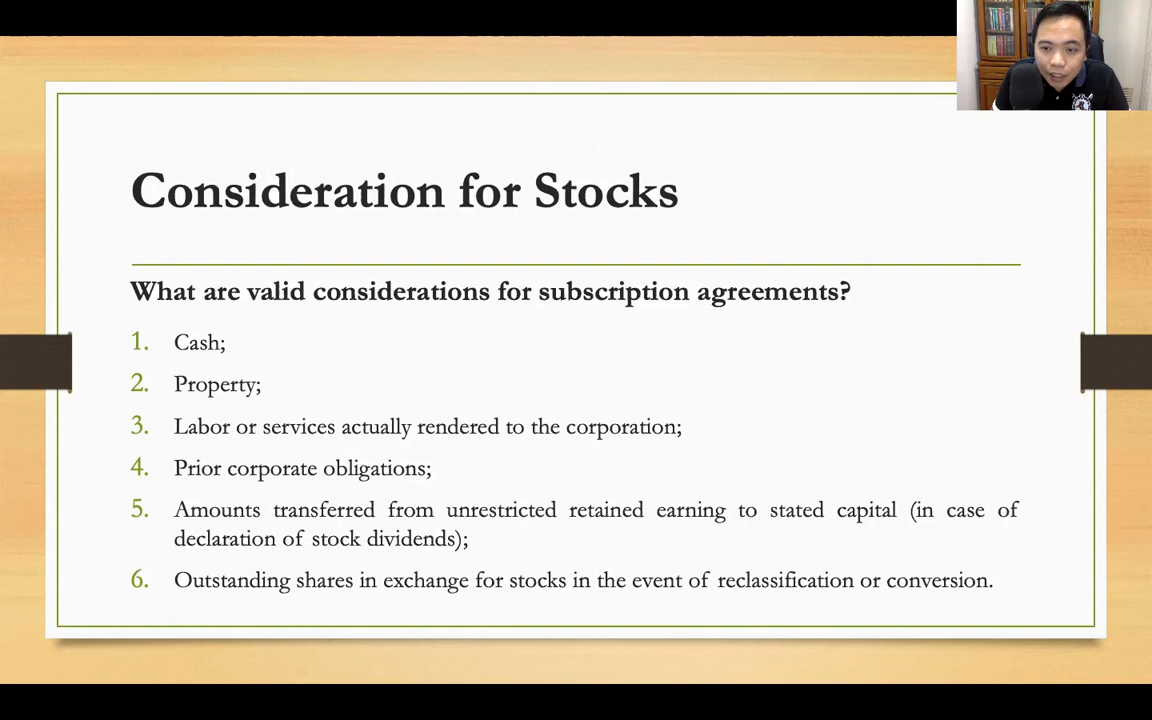 Consideration for Stocks
What are valid considerations for subscription agreements?
1. Cash;
2. Property;
3. Labor or services actually rendered to the corporation;
4. Prior corporate obligations;
5. Amounts transferred from unrestricted retained earning to stated capital (in case of
declaration of stock dividends);
6. Outstanding shares in exchange for stocks in the event of reclassification or conversion.